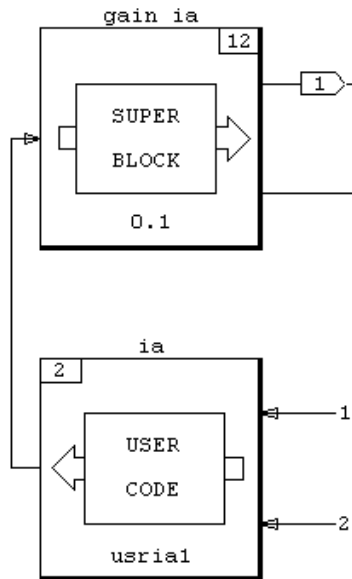 gain ia
12
1
SUPER
BLOCK
0.1
ia
2
1
USER
CODE
2
usria1